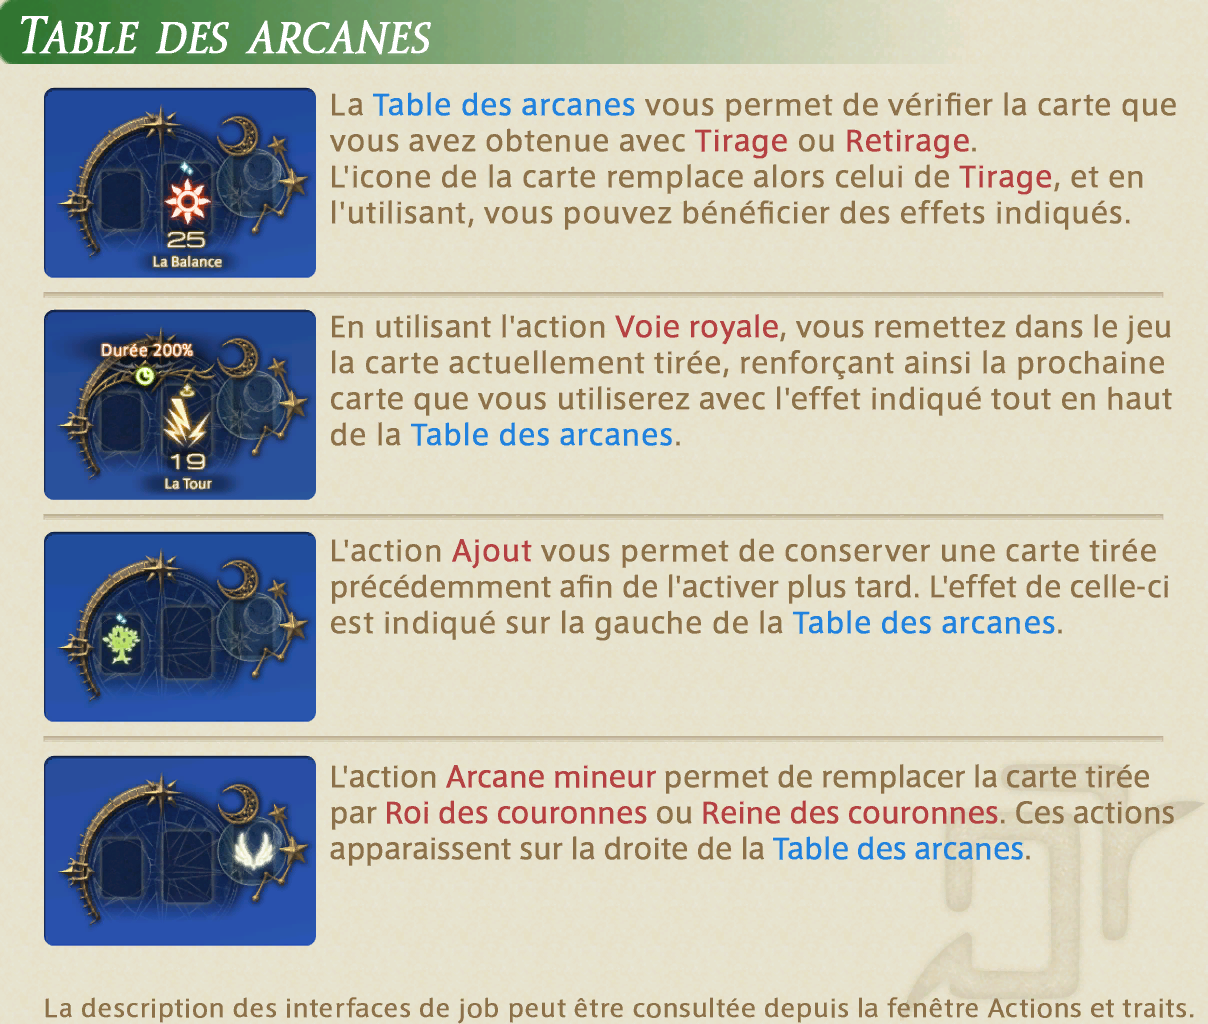 TABLE DES ARCANES
La Table des arcanes vous permet de vérifier la carte que
vous avez obtenue avec Tirage ou Retirage.
L'icone de la carte remplace alors celui de Tirage, et en
l'utilisant, vous pouvez bénéficier des effets indiqués.
25
La Balance
En utilisant l'action Voie royale, vous remettez dans le jeu
la carte actuellement tirée, renforçant ainsi la prochaine
carte que vous utiliserez avec l'effet indiqué tout en haut
de la Table des arcanes.
Durée 200%
19
La Tour
L'action Ajout vous permet de conserver une carte tirée
précédemment afin de l'activer plus tard. L'effet de celle-ci
est indiqué sur la gauche de la Table des arcanes.
L'action Arcane mineur permet de remplacer la carte tirée
par Roi des couronnes ou Reine des couronnes. Ces actions
apparaissent sur la droite de la Table des arcanes.
La description des interfaces de job peut être consultée depuis la fenêtre Actions et traits.